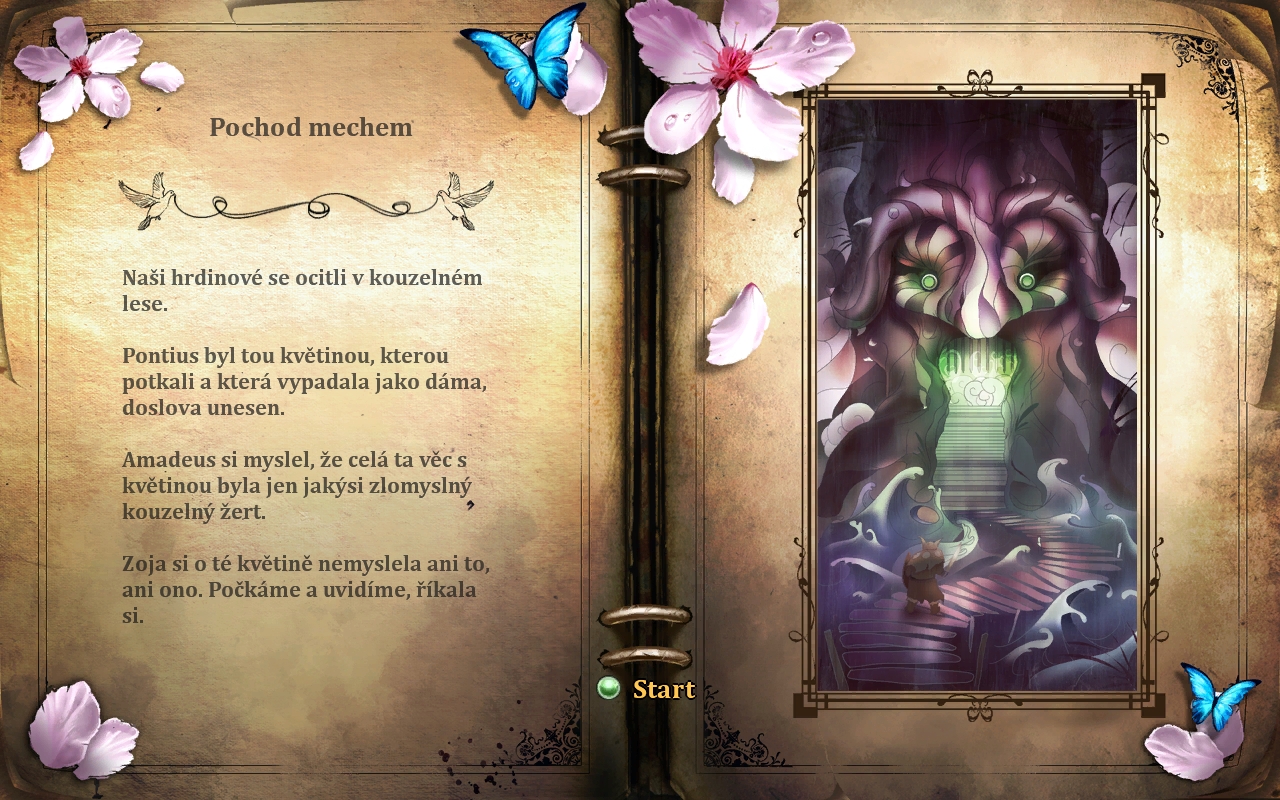 Pochod mechem
Naši hrdinové se ocitli v kouzelném
lese.
Pontius byl tou květinou, kterou
potkali a která vypadala jako dáma,
doslova unesen.
Amadeus si myslel, že celá ta věc s
květinou byla jen jakýsi zlomyslný
kouzelný žert.
Zoja si o té květině nemyslela ani to,
ani ono. Počkáme a uvidíme, říkala
si.
Start